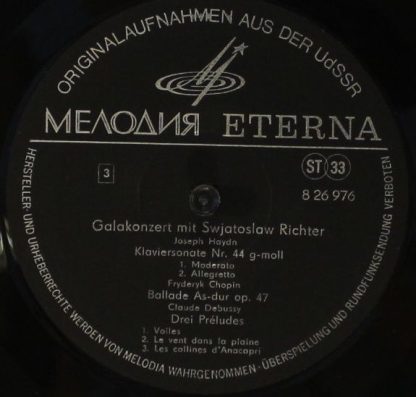 ORIGINALAUFNAHMEN AUS DER UdSSR
МЕЛОДИЯ ETERNA
3
ST 33
8 26 976
Galakonzert mit Swjatoslaw Richter
Joseph Haydn
Klaviersonate Nr. 44 g-moll
1. Moderato
2. Allegretto
Fryderyk Chopin
Ballade As-dur op. 47
Claude Debussy
Drei Préludes
1. Voiles
2. Le vent dans la plaine
3. Les collines d'Anacapri
HERSTELLER UND URHEBERRECHTE WERDEN VON MELODIA WAHRGENOMMEN · ÜBERSPIELUNG UND RUNDFUNKSENDUNG VERBOTEN